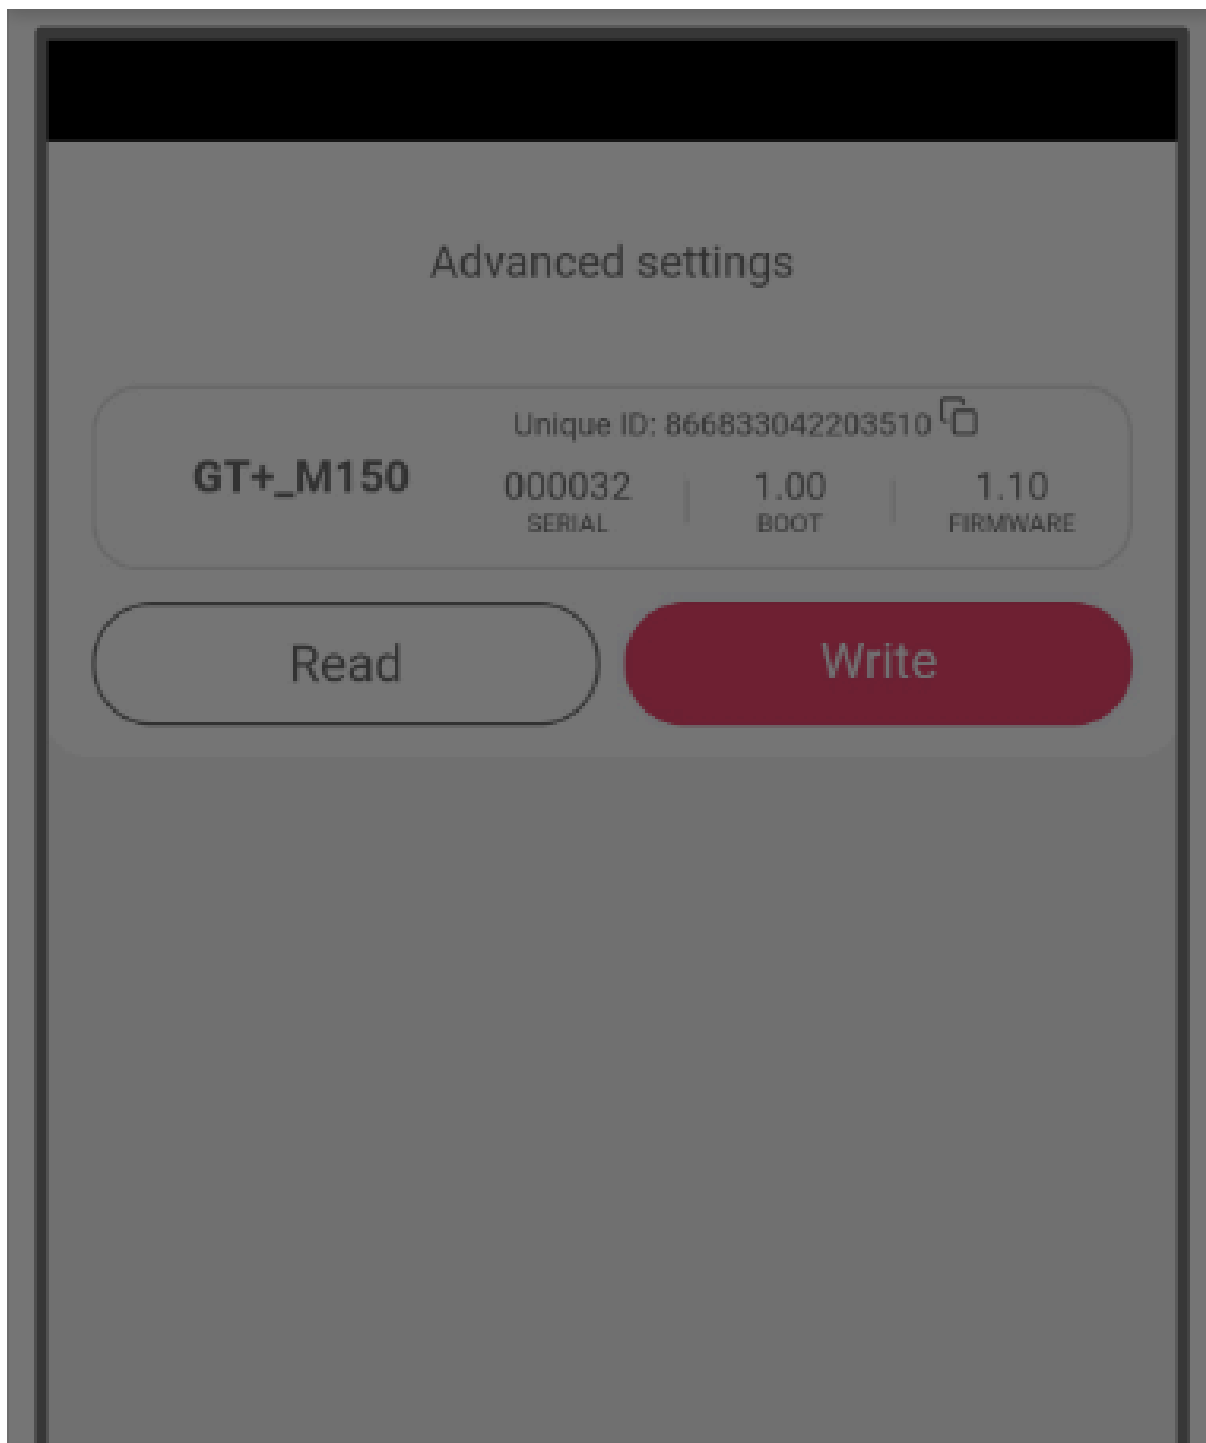 Advanced settings
Unique ID: 866833042203510
GT+_M150
000032
SERIAL
1.00
BOOT
1.10
FIRMWARE
Read
Write